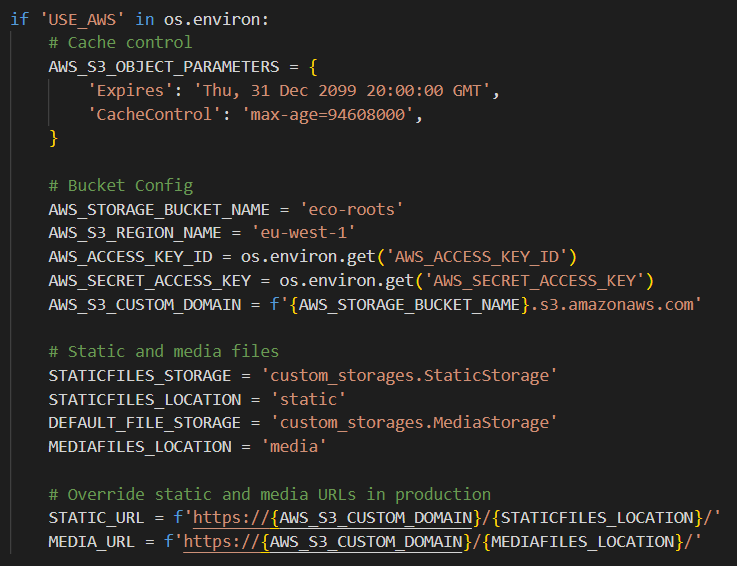 if 'USE_AWS' in os.environ:
    # Cache control
    AWS_S3_OBJECT_PARAMETERS = {
        'Expires': 'Thu, 31 Dec 2099 20:00:00 GMT',
        'CacheControl': 'max-age=94608000',
    }

    # Bucket Config
    AWS_STORAGE_BUCKET_NAME = 'eco-roots'
    AWS_S3_REGION_NAME = 'eu-west-1'
    AWS_ACCESS_KEY_ID = os.environ.get('AWS_ACCESS_KEY_ID')
    AWS_SECRET_ACCESS_KEY = os.environ.get('AWS_SECRET_ACCESS_KEY')
    AWS_S3_CUSTOM_DOMAIN = f'{AWS_STORAGE_BUCKET_NAME}.s3.amazonaws.com'

    # Static and media files
    STATICFILES_STORAGE = 'custom_storages.StaticStorage'
    STATICFILES_LOCATION = 'static'
    DEFAULT_FILE_STORAGE = 'custom_storages.MediaStorage'
    MEDIAFILES_LOCATION = 'media'

    # Override static and media URLs in production
    STATIC_URL = f'https://{AWS_S3_CUSTOM_DOMAIN}/{STATICFILES_LOCATION}/'
    MEDIA_URL = f'https://{AWS_S3_CUSTOM_DOMAIN}/{MEDIAFILES_LOCATION}/'